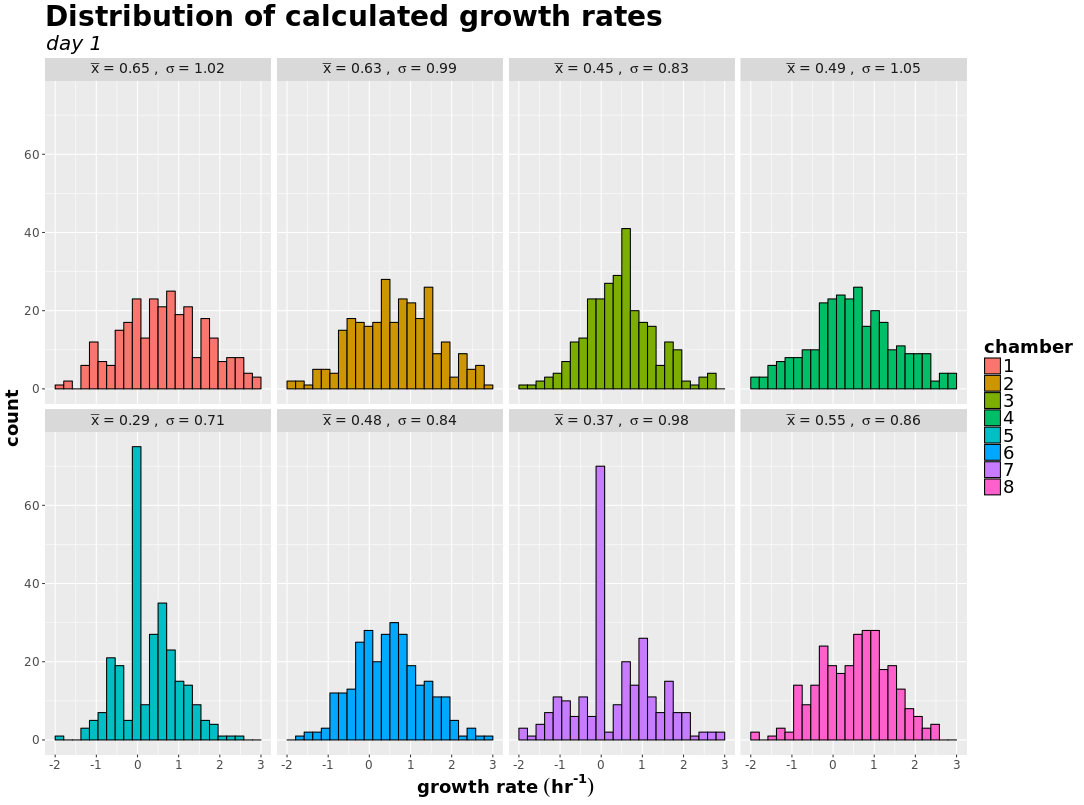 Distribution of calculated growth rates
day 1
x̅ = 0.65 , σ = 1.02
x̅ = 0.63 , σ = 0.99
x̅ = 0.45 , σ = 0.83
x̅ = 0.49 , σ = 1.05
60
40
20
0
x̅ = 0.29 , σ = 0.71
x̅ = 0.48 , σ = 0.84
x̅ = 0.37 , σ = 0.98
x̅ = 0.55 , σ = 0.86
60
40
20
0
-2 -1 0 1 2 3
-2 -1 0 1 2 3
-2 -1 0 1 2 3
-2 -1 0 1 2 3
count
growth rate (hr⁻¹)
chamber
1
2
3
4
5
6
7
8